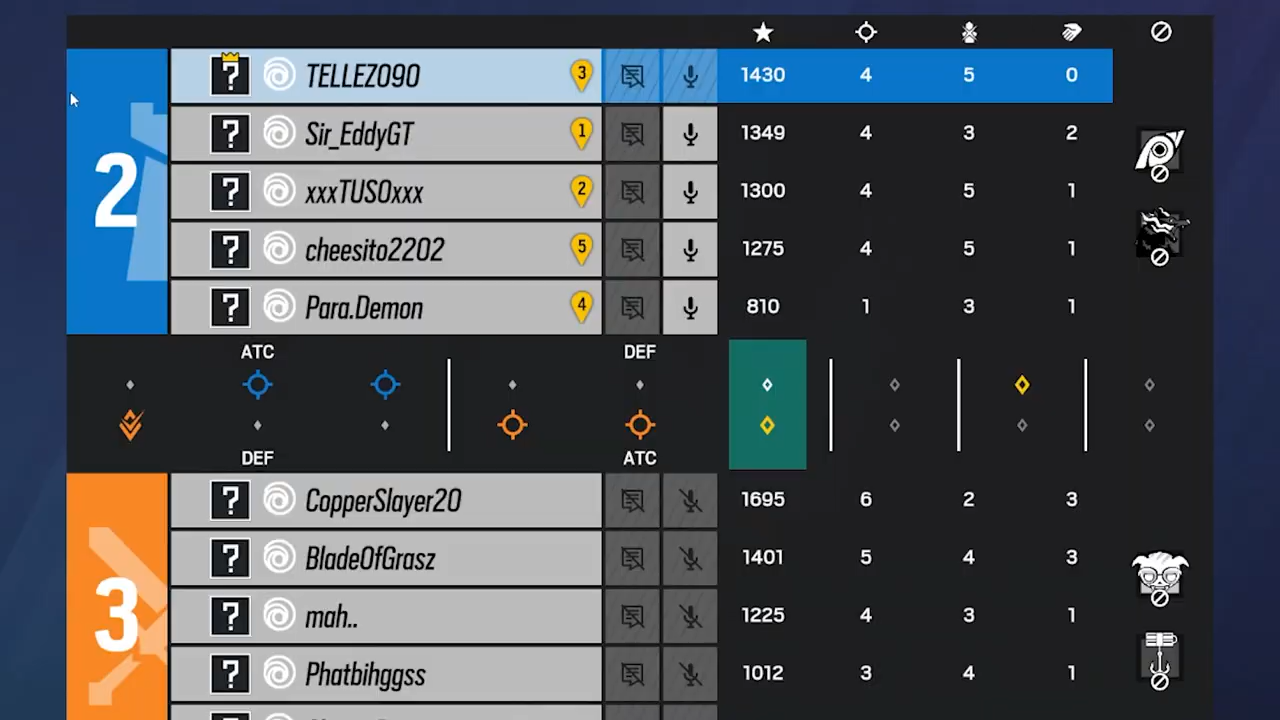 ? TELLEZ090 3 1430 4 5 0
? Sir_EddyGT 1 1349 4 3 2
2
? xxxTUSOxxx 2 1300 4 5 1
? cheesito2202 5 1275 4 5 1
? Para.Demon 4 810 1 3 1
ATC DEF
DEF ATC
? CopperSlayer20 1695 6 2 3
? BladeOfGrasz 1401 5 4 3
3
? mah.. 1225 4 3 1
? Phatbihggss 1012 3 4 1